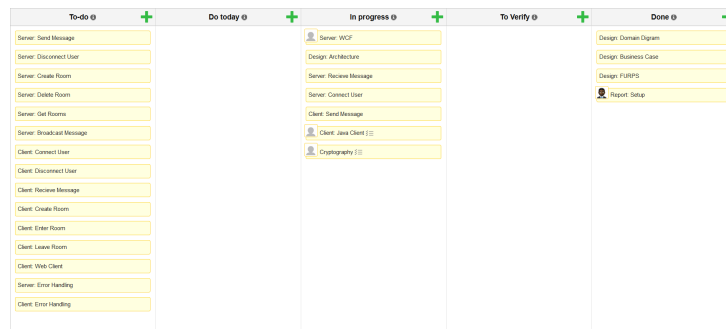 To-do
Server: Send Message
Server: Disconnect User
Server: Create Room
Server: Delete Room
Server: Get Rooms
Server: Broadcast Message
Client: Connect User
Client: Disconnect User
Client: Recieve Message
Client: Create Room
Client: Enter Room
Client: Leave Room
Client: Web Client
Server: Error Handling
Client: Error Handling
Do today
In progress
Server: WCF
Design: Architecture
Server: Recieve Message
Server: Connect User
Client: Send Message
Client: Java Client
Cryptography
To Verify
Done
Design: Domain Digram
Design: Business Case
Design: FURPS
Report: Setup